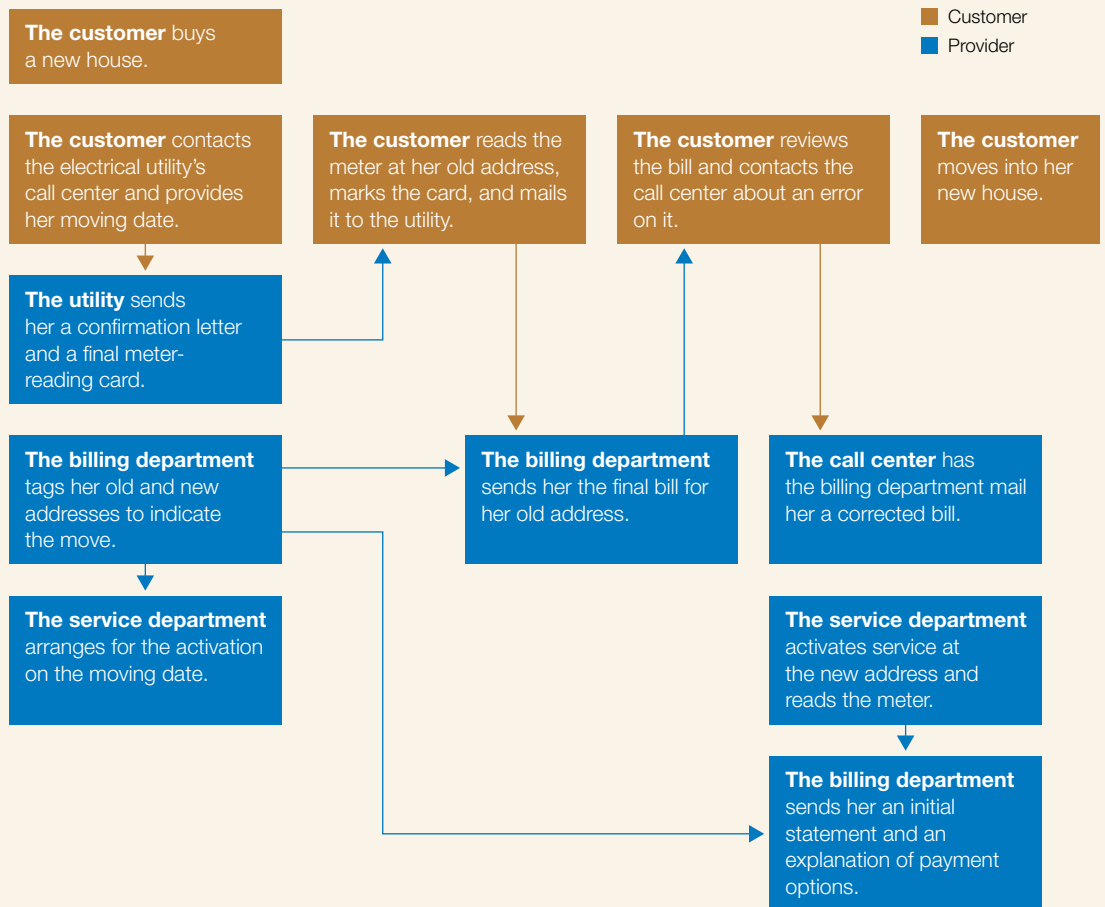 Customer
Provider
The customer buys
a new house.
The customer contacts
the electrical utility's
call center and provides
her moving date.
The customer reads the
meter at her old address,
marks the card, and mails
it to the utility.
The customer reviews
the bill and contacts the
call center about an error
on it.
The customer
moves into her
new house.
The utility sends
her a confirmation letter
and a final meter-
reading card.
The billing department
tags her old and new
addresses to indicate
the move.
The billing department
sends her the final bill for
her old address.
The call center has
the billing department mail
her a corrected bill.
The service department
arranges for the activation
on the moving date.
The service department
activates service at
the new address and
reads the meter.
The billing department
sends her an initial
statement and an
explanation of payment
options.